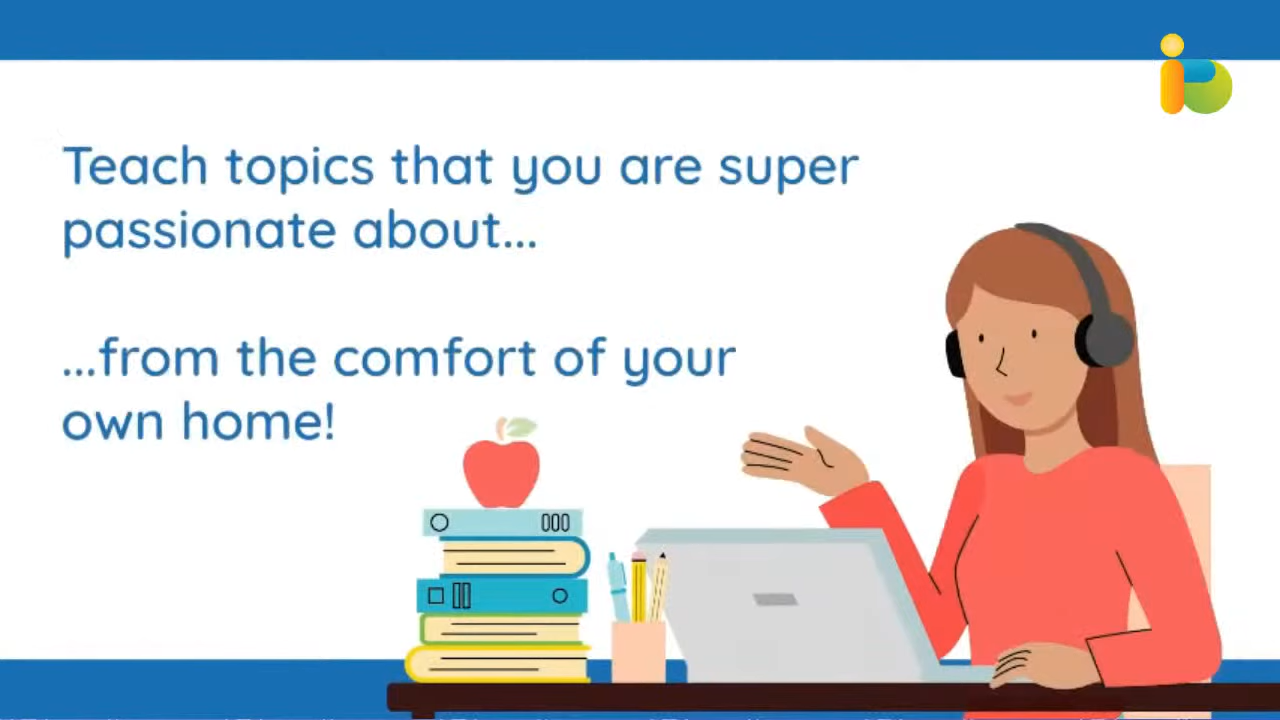 Teach topics that you are super
passionate about...
...from the comfort of your
own home!